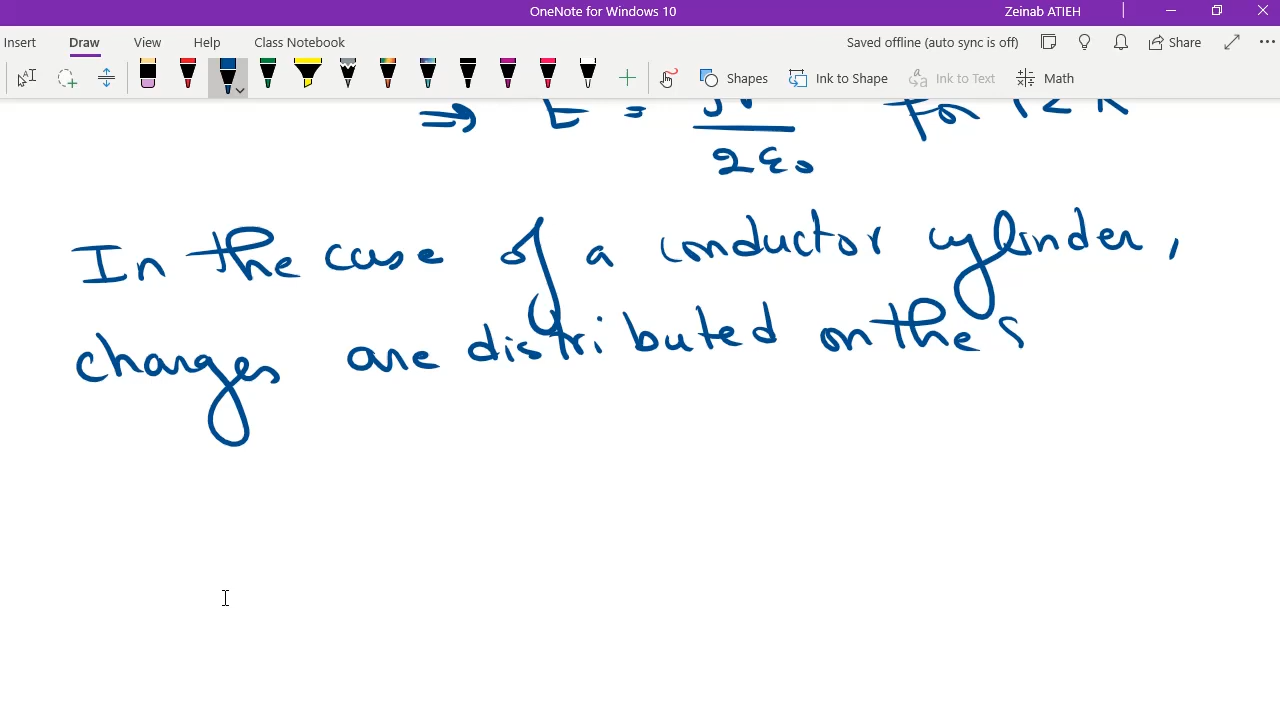 OneNote for Windows 10
Zeinab ATIEH
Insert Draw View Help Class Notebook Saved offline (auto sync is off) Share
Shapes Ink to Shape Ink to Text Math
⇒ E = for r < R
2ε₀
In the case of a conductor cylinder,
charges are distributed on the s